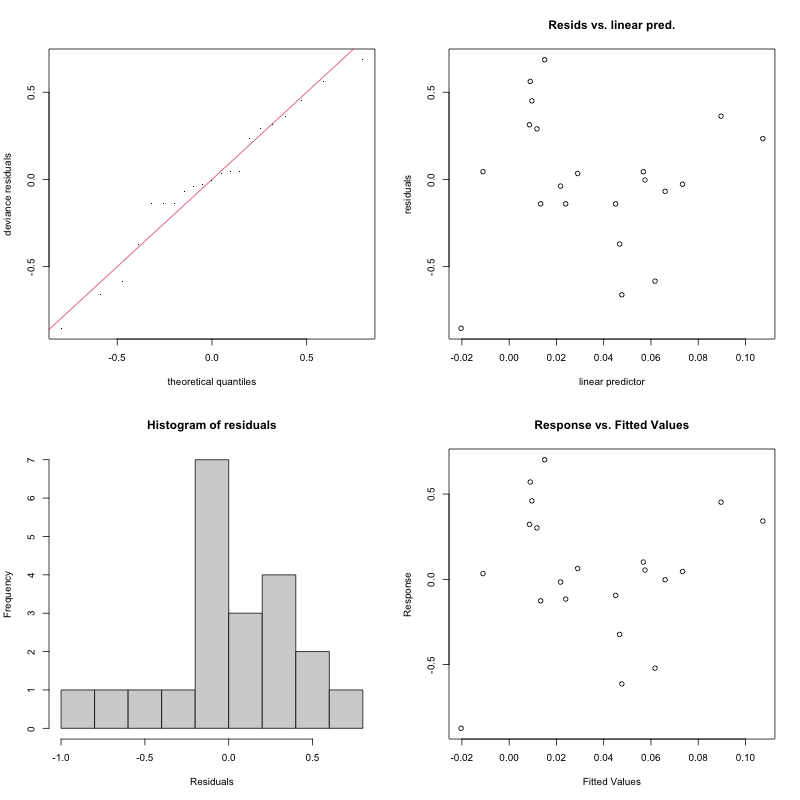 deviance residuals
0.5
0.0
-0.5
-0.5 0.0 0.5
theoretical quantiles
Resids vs. linear pred.
residuals
0.5
0.0
-0.5
-0.02 0.00 0.02 0.04 0.06 0.08 0.10
linear predictor
Histogram of residuals
Frequency
7
6
5
4
3
2
1
0
-1.0 -0.5 0.0 0.5
Residuals
Response vs. Fitted Values
Response
0.5
0.0
-0.5
-0.02 0.00 0.02 0.04 0.06 0.08 0.10
Fitted Values